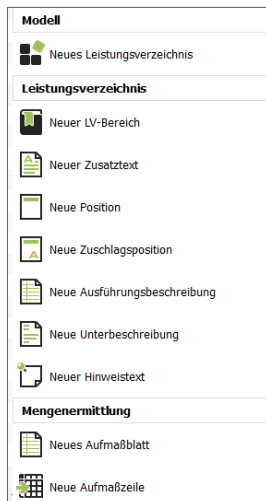 Modell
Neues Leistungsverzeichnis
Leistungsverzeichnis
Neuer LV-Bereich
Neuer Zusatztext
Neue Position
Neue Zuschlagsposition
Neue Ausführungsbeschreibung
Neue Unterbeschreibung
Neuer Hinweistext
Mengenermittlung
Neues Aufmaßblatt
Neue Aufmaßzeile